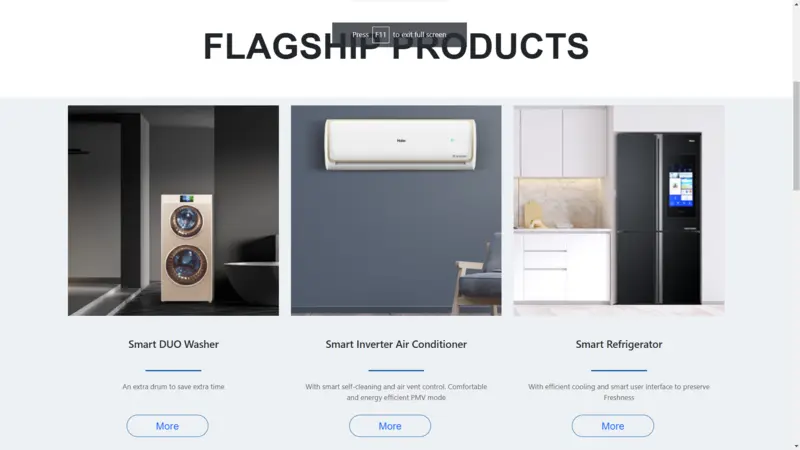 FLAGSHIP PRODUCTS
Press F11 to exit full screen
Haier
Smart DUO Washer
Smart Inverter Air Conditioner
Smart Refrigerator
An extra drum to save extra time
With smart self-cleaning and air vent control. Comfortable
and energy efficient PMV mode
With efficient cooling and smart user interface to preserve
Freshness
More
More
More